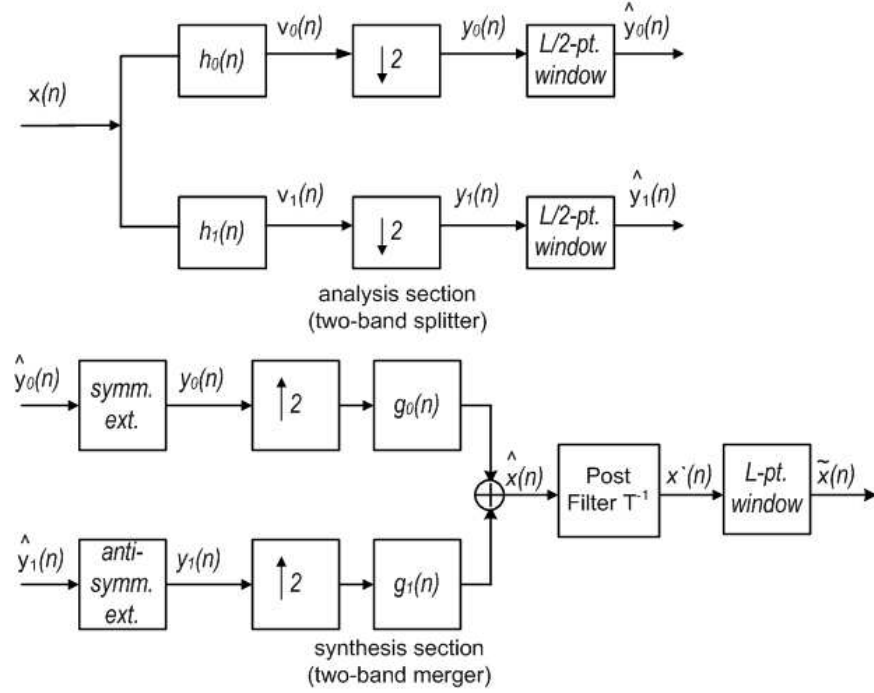 v₀(n) y₀(n) ŷ₀(n)
h₀(n) ↓2 L/2-pt. window
x(n)
v₁(n) y₁(n) ŷ₁(n)
h₁(n) ↓2 L/2-pt. window
analysis section
(two-band splitter)
ŷ₀(n) symm. ext. y₀(n) ↑2 g₀(n)
x̂(n) Post Filter T⁻¹ x`(n) L-pt. window x̃(n)
ŷ₁(n) anti-symm. ext. y₁(n) ↑2 g₁(n)
synthesis section
(two-band merger)